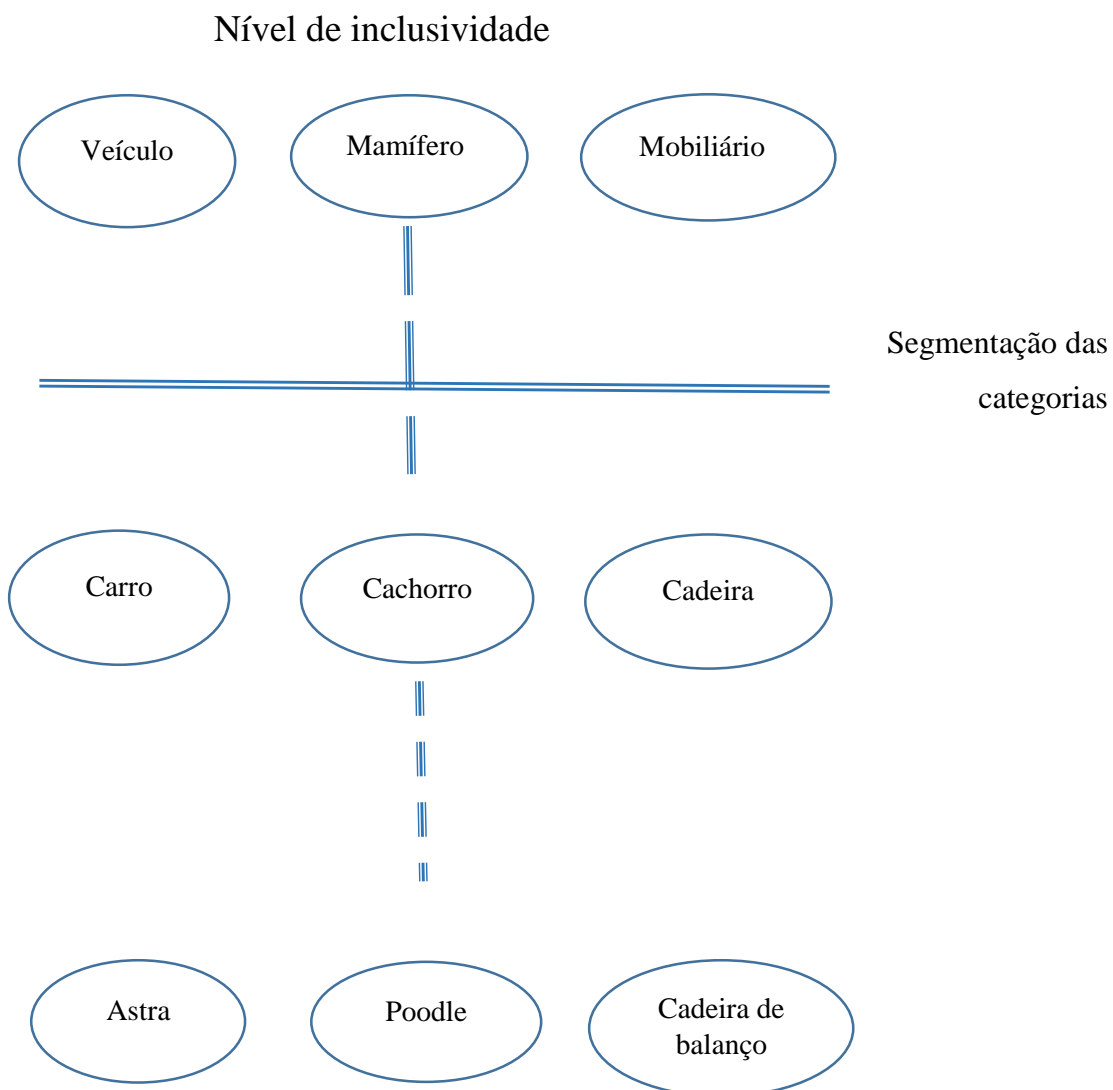 Nível de inclusividade
Veículo
Mamífero
Mobiliário
Segmentação das
categorias
Carro
Cachorro
Cadeira
Astra
Poodle
Cadeira de
balanço